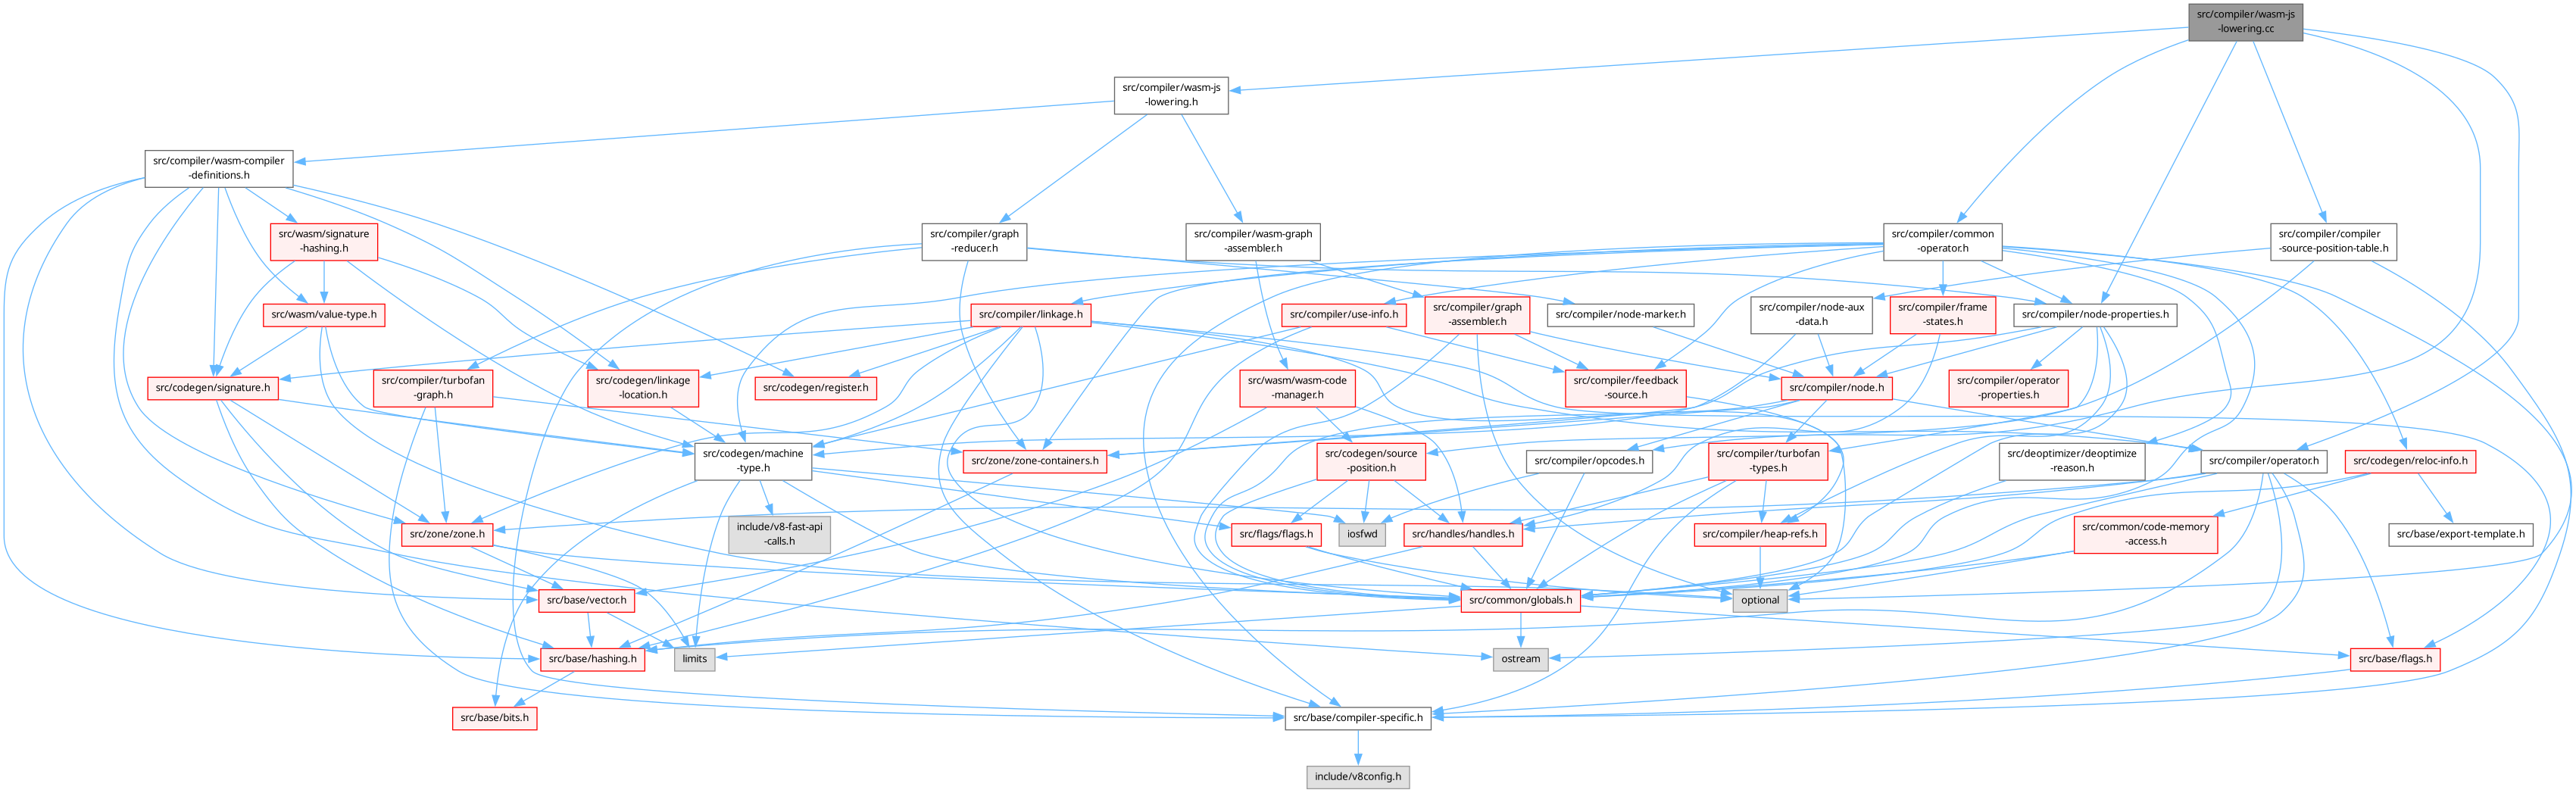 src/compiler/wasm-js
-lowering.cc
src/compiler/wasm-js
-lowering.h
src/compiler/wasm-compiler
-definitions.h
src/wasm/signature
-hashing.h
src/compiler/graph
-reducer.h
src/compiler/wasm-graph
-assembler.h
src/compiler/common
-operator.h
src/compiler/compiler
-source-position-table.h
src/wasm/value-type.h
src/compiler/linkage.h
src/compiler/use-info.h
src/compiler/graph
-assembler.h
src/compiler/node-marker.h
src/compiler/node-aux
-data.h
src/compiler/frame
-states.h
src/compiler/node-properties.h
src/codegen/signature.h
src/compiler/turbofan
-graph.h
src/codegen/linkage
-location.h
src/codegen/register.h
src/wasm/wasm-code
-manager.h
src/compiler/feedback
-source.h
src/compiler/node.h
src/compiler/operator
-properties.h
src/codegen/machine
-type.h
src/zone/zone-containers.h
src/codegen/source
-position.h
src/compiler/opcodes.h
src/compiler/turbofan
-types.h
src/deoptimizer/deoptimize
-reason.h
src/compiler/operator.h
src/codegen/reloc-info.h
src/zone/zone.h
include/v8-fast-api
-calls.h
src/flags/flags.h
iosfwd
src/handles/handles.h
src/compiler/heap-refs.h
src/common/code-memory
-access.h
src/base/export-template.h
src/base/vector.h
src/common/globals.h
optional
src/base/hashing.h
limits
ostream
src/base/flags.h
src/base/bits.h
src/base/compiler-specific.h
include/v8config.h